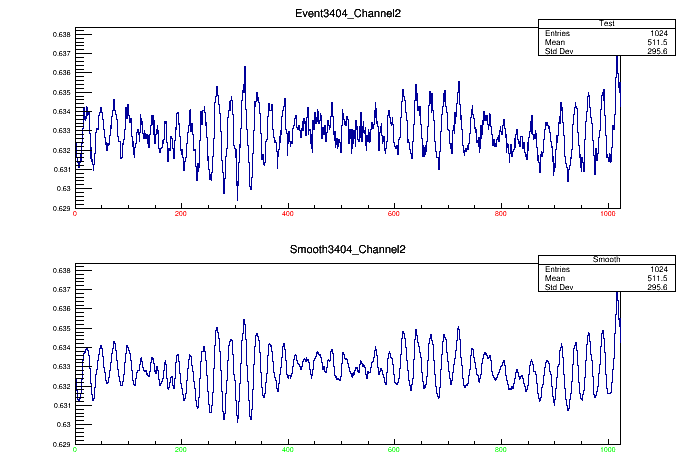 Event3404_Channel2
Test
Entries 1024
Mean 511.5
Std Dev 295.6
0.638
0.637
0.636
0.635
0.634
0.633
0.632
0.631
0.63
0.629
0 200 400 600 800 1000
Smooth3404_Channel2
Smooth
Entries 1024
Mean 511.5
Std Dev 295.6
0.638
0.637
0.636
0.635
0.634
0.633
0.632
0.631
0.63
0.629
0 200 400 600 800 1000